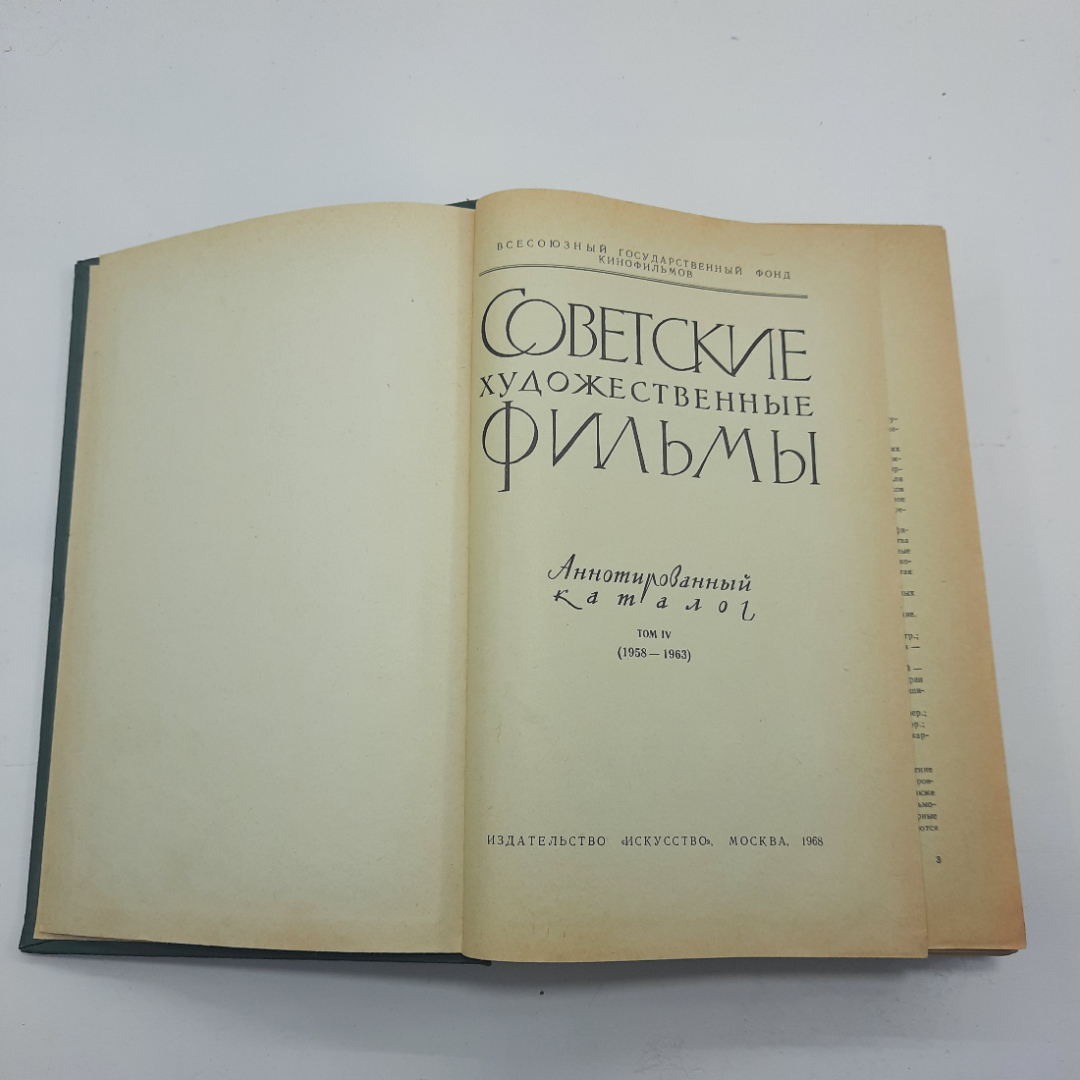 ВСЕСОЮЗНЫЙ ГОСУДАРСТВЕННЫЙ ФОНД
КИНОФИЛЬМОВ
СОВЕТСКИЕ
ХУДОЖЕСТВЕННЫЕ
ФИЛЬМЫ
Аннотированный
каталог
ТОМ IV
(1958 — 1963)
ИЗДАТЕЛЬСТВО «ИСКУССТВО», МОСКВА, 1968
3